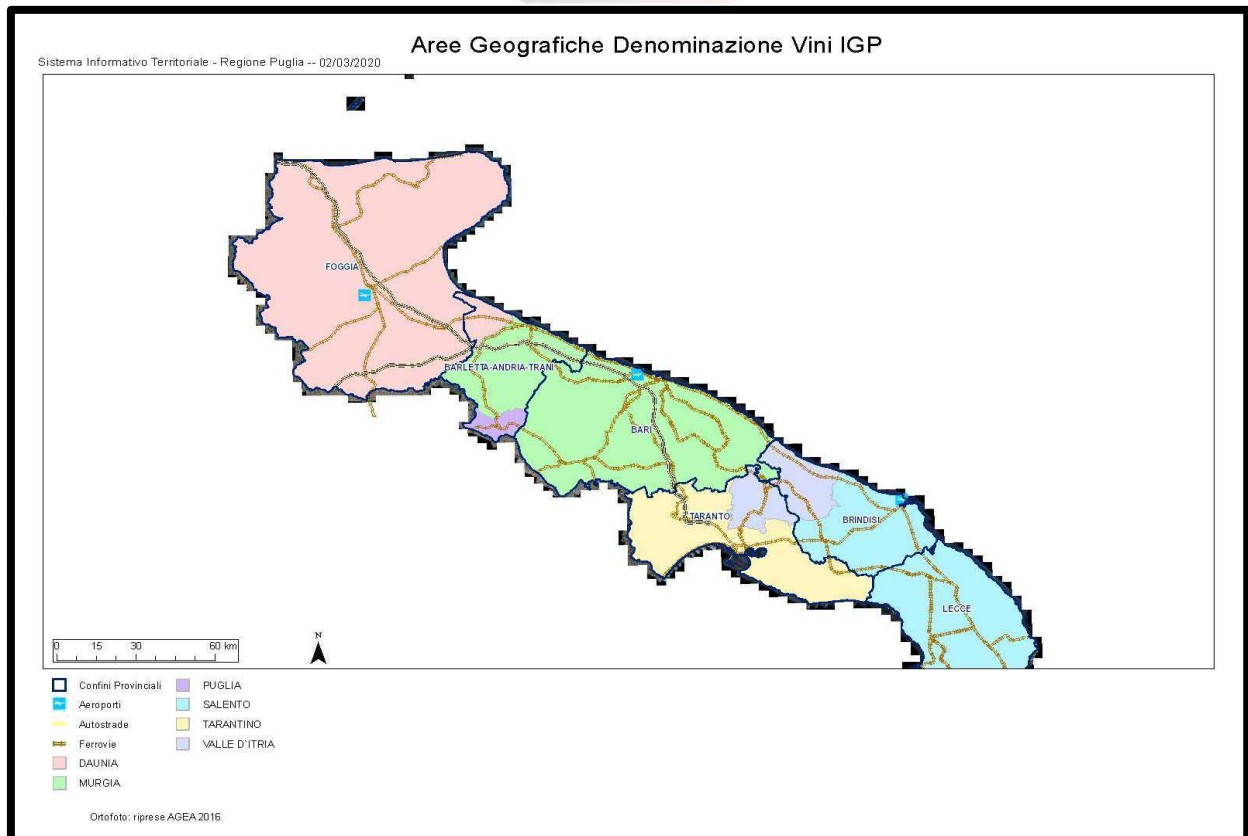 Aree Geografiche Denominazione Vini IGP
Sistema Informativo Territoriale - Regione Puglia -- 02/03/2020
FOGGIA
BARLETTA-ANDRIA-TRANI
BARI
TARANTO
BRINDISI
LECCE
0 15 30 60 km
N
Confini Provinciali
Aeroporti
Autostrade
Ferrovie
DAUNIA
MURGIA
PUGLIA
SALENTO
TARANTINO
VALLE D'ITRIA
Ortofoto: riprese AGEA 2016